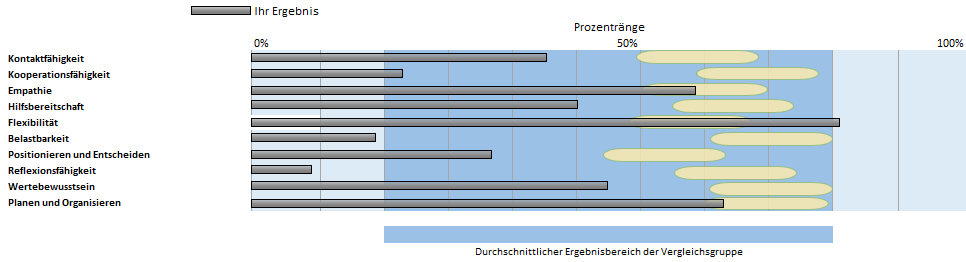 Ihr Ergebnis
Prozentränge
0% 50% 100%
Kontaktfähigkeit
Kooperationsfähigkeit
Empathie
Hilfsbereitschaft
Flexibilität
Belastbarkeit
Positionieren und Entscheiden
Reflexionsfähigkeit
Wertebewusstsein
Planen und Organisieren
Durchschnittlicher Ergebnisbereich der Vergleichsgruppe